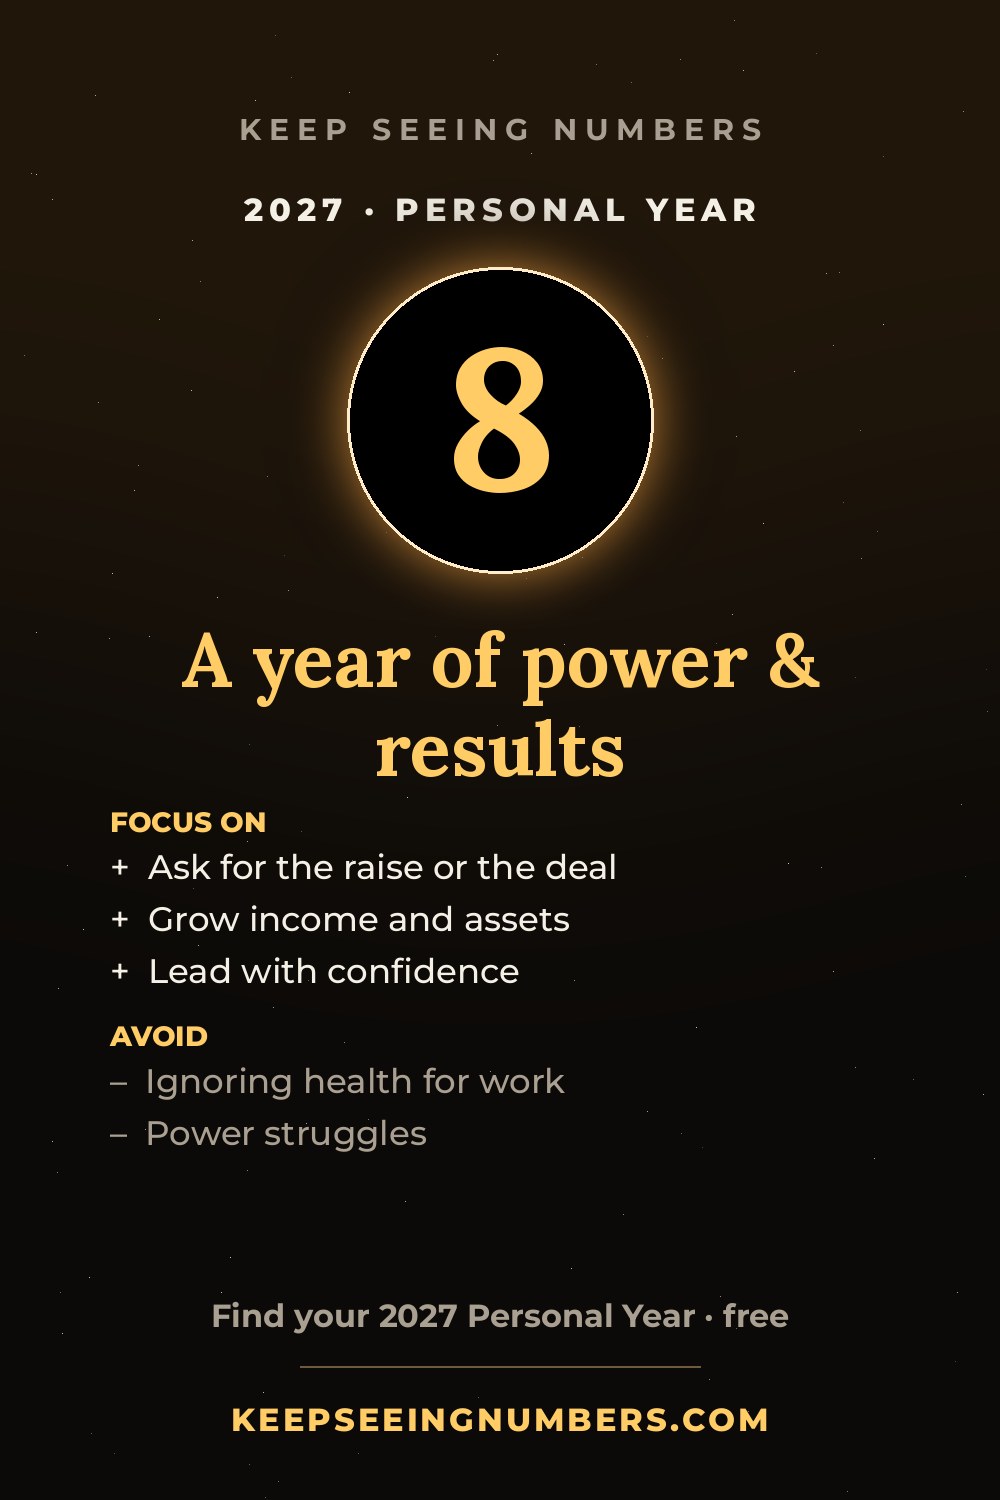 KEEP SEEING NUMBERS
2027 · PERSONAL YEAR
8
A year of power &
results
FOCUS ON
+ Ask for the raise or the deal
+ Grow income and assets
+ Lead with confidence
AVOID
– Ignoring health for work
– Power struggles
Find your 2027 Personal Year · free
KEEPSEEINGNUMBERS.COM